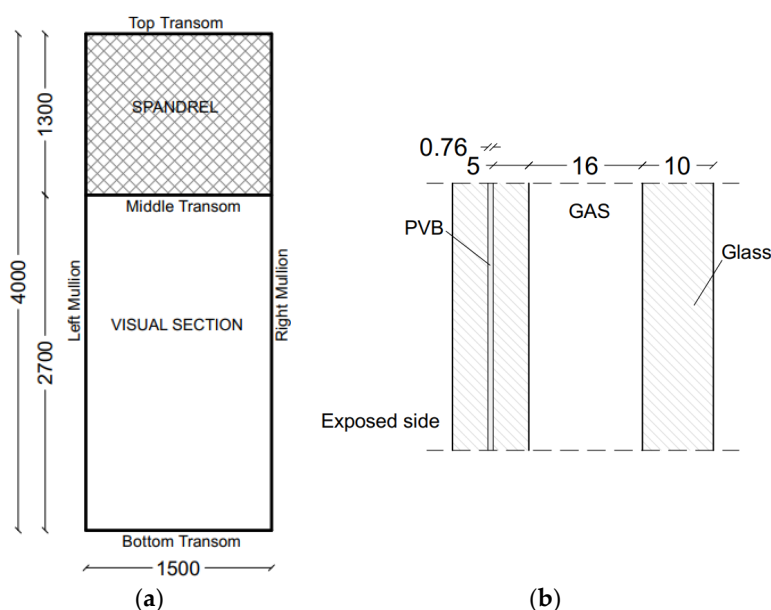 Top Transom
SPANDREL
1300
Middle Transom
4000
Left Mullion
VISUAL SECTION
Right Mullion
2700
Bottom Transom
1500
(a)
0.76
5
16
10
GAS
PVB
Glass
Exposed side
(b)